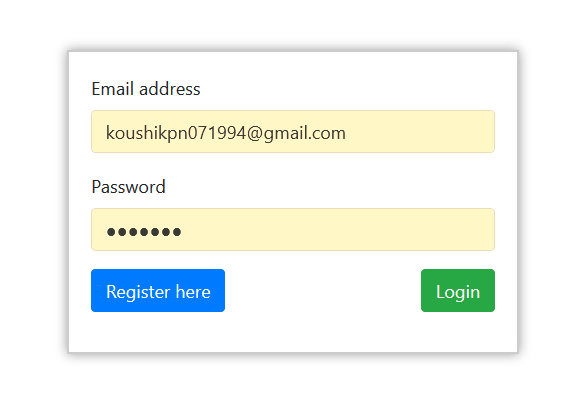 Email address
koushikpn071994@gmail.com
Password
●●●●●●●
Register here Login